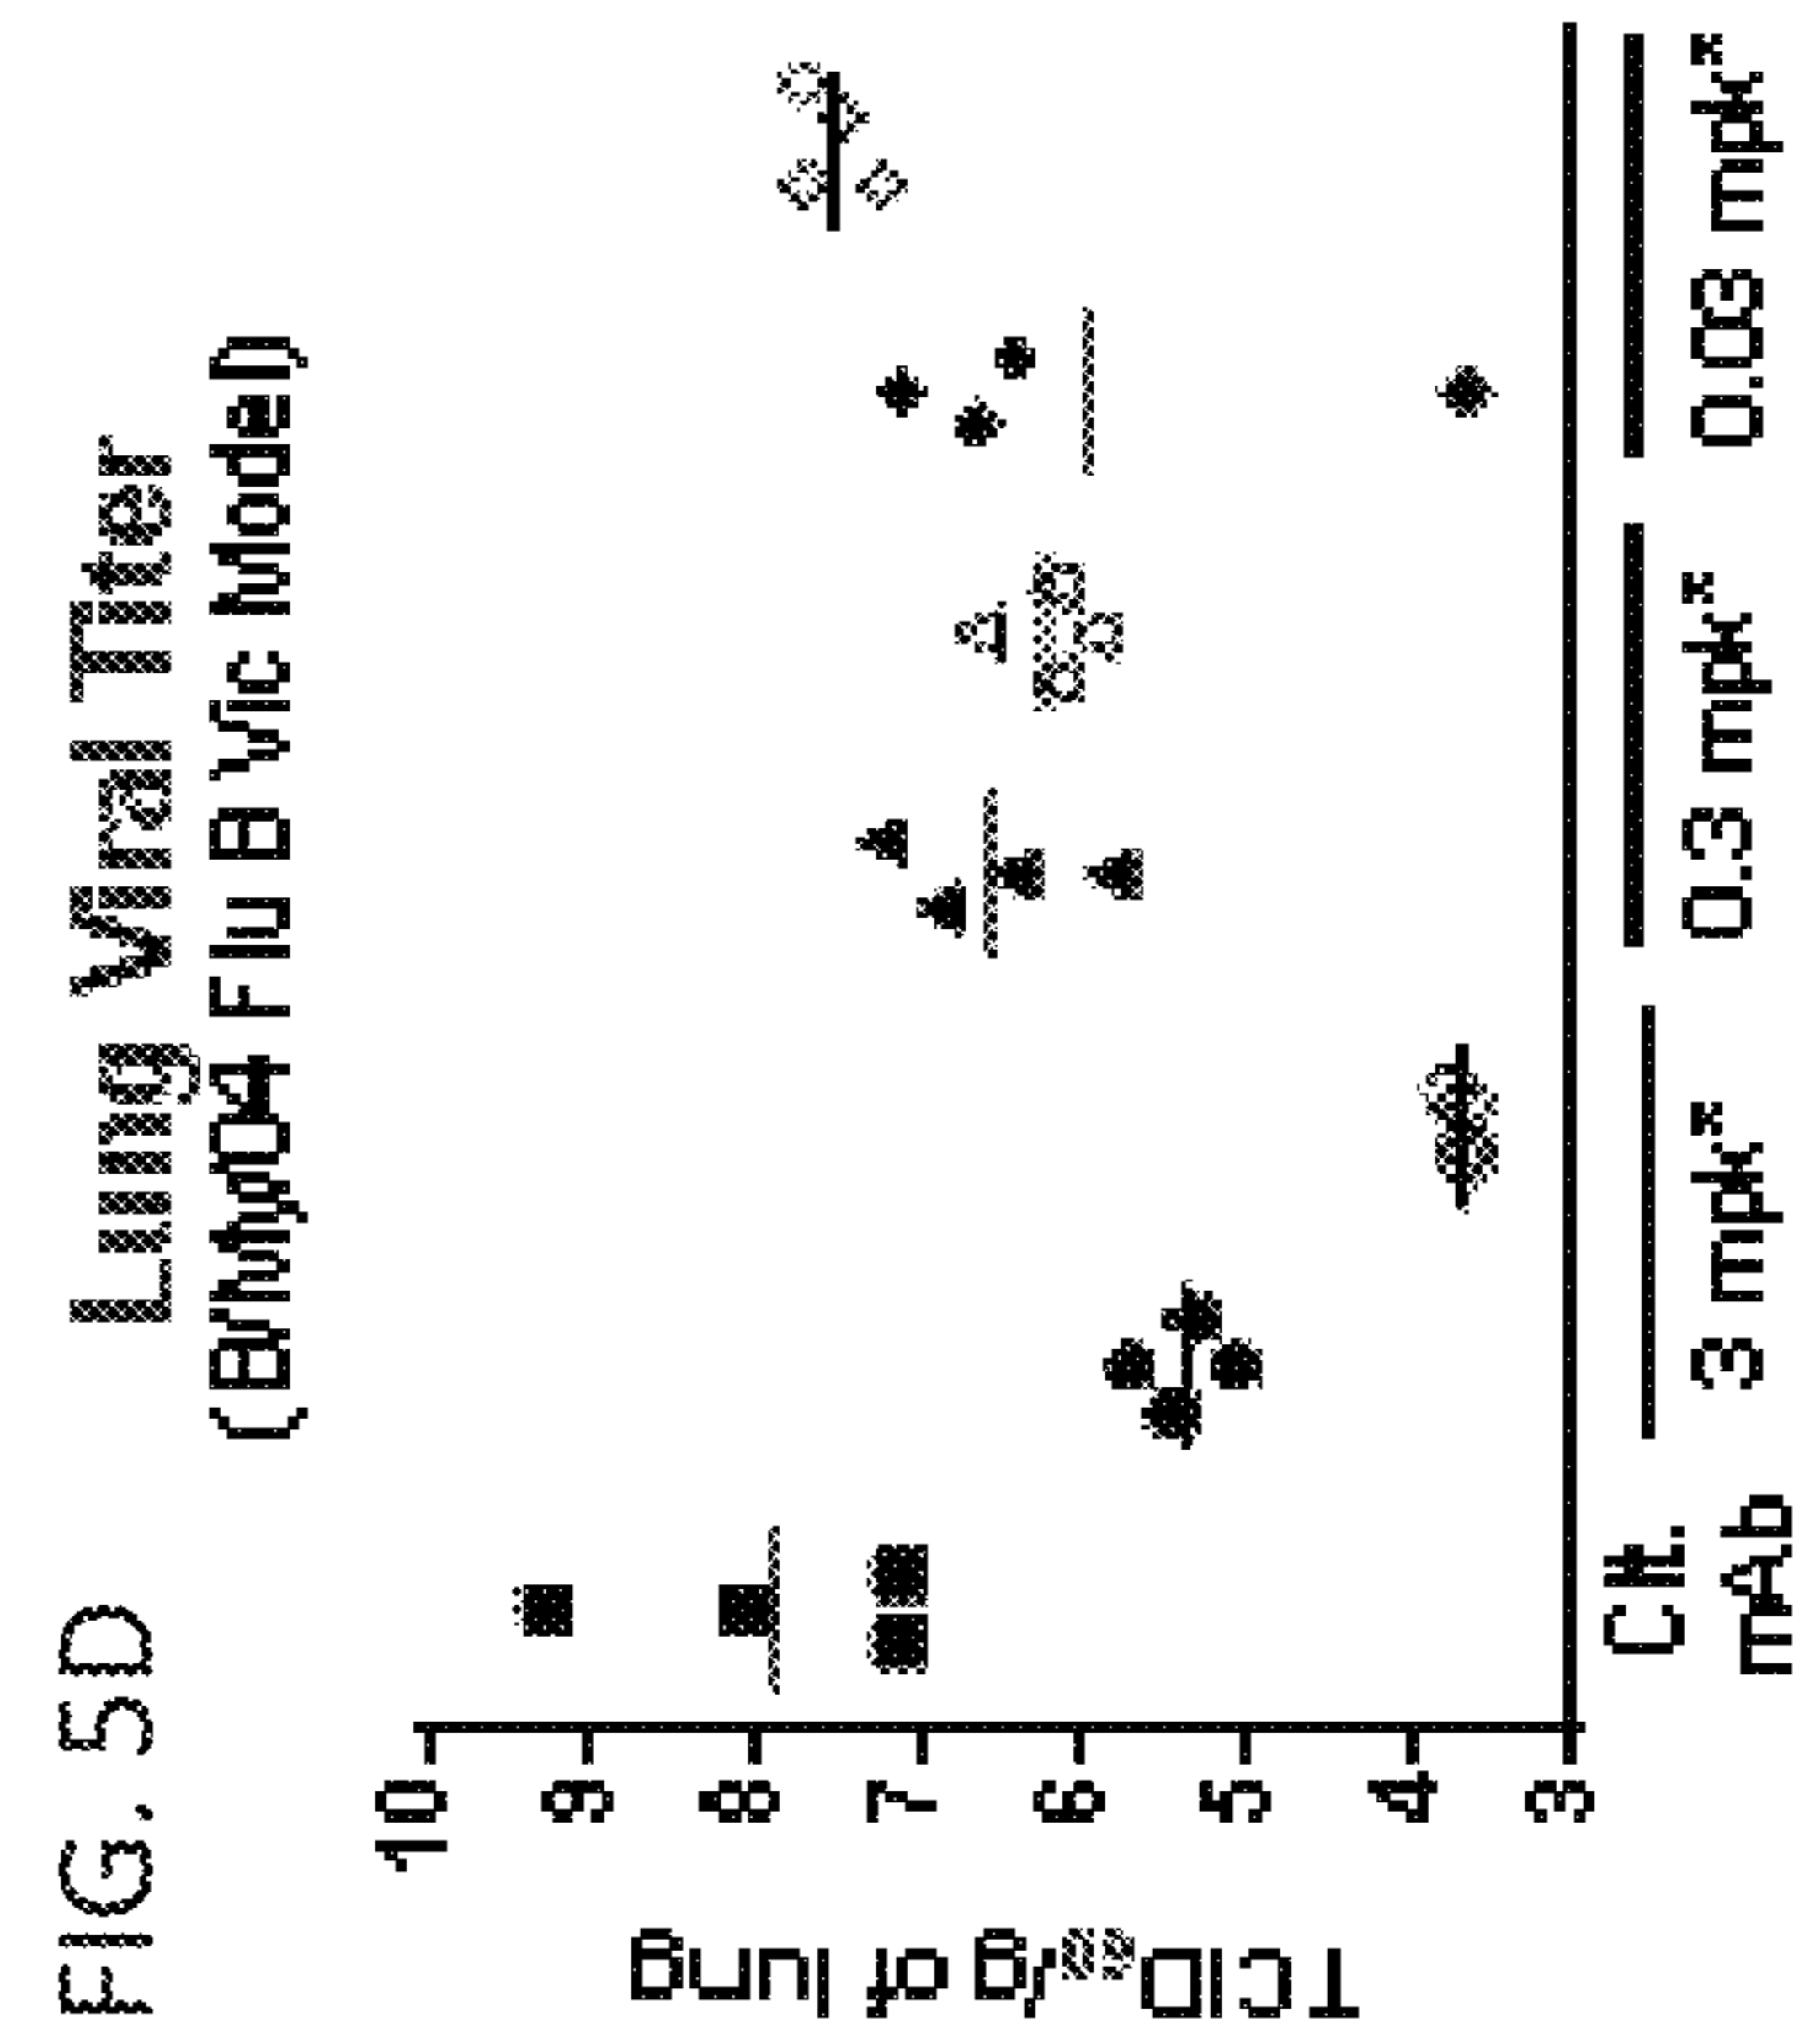 FIG. 5D
Lung Viral Titer
(B/Mly/04 Flu B Vic Model)
TCID50/g of lung
10
9
8
7
6
5
4
3
Ctl.
mAb
3 mpk
0.3 mpk
0.03 mpk